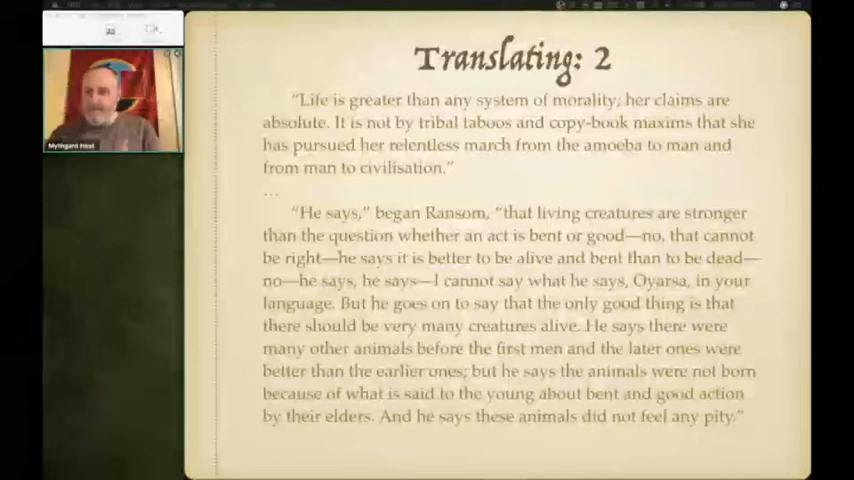 Translating: 2
"Life is greater than any system of morality; her claims are
absolute. It is not by tribal taboos and copy-book maxims that she
has pursued her relentless march from the amoeba to man and
from man to civilisation."
…
"He says," began Ransom, "that living creatures are stronger
than the question whether an act is bent or good—no, that cannot
be right—he says it is better to be alive and bent than to be dead—
no—he says, he says—I cannot say what he says, Oyarsa, in your
language. But he goes on to say that the only good thing is that
there should be very many creatures alive. He says there were
many other animals before the first men and the later ones were
better than the earlier ones; but he says the animals were not born
because of what is said to the young about bent and good action
by their elders. And he says these animals did not feel any pity."
Mythgard Host